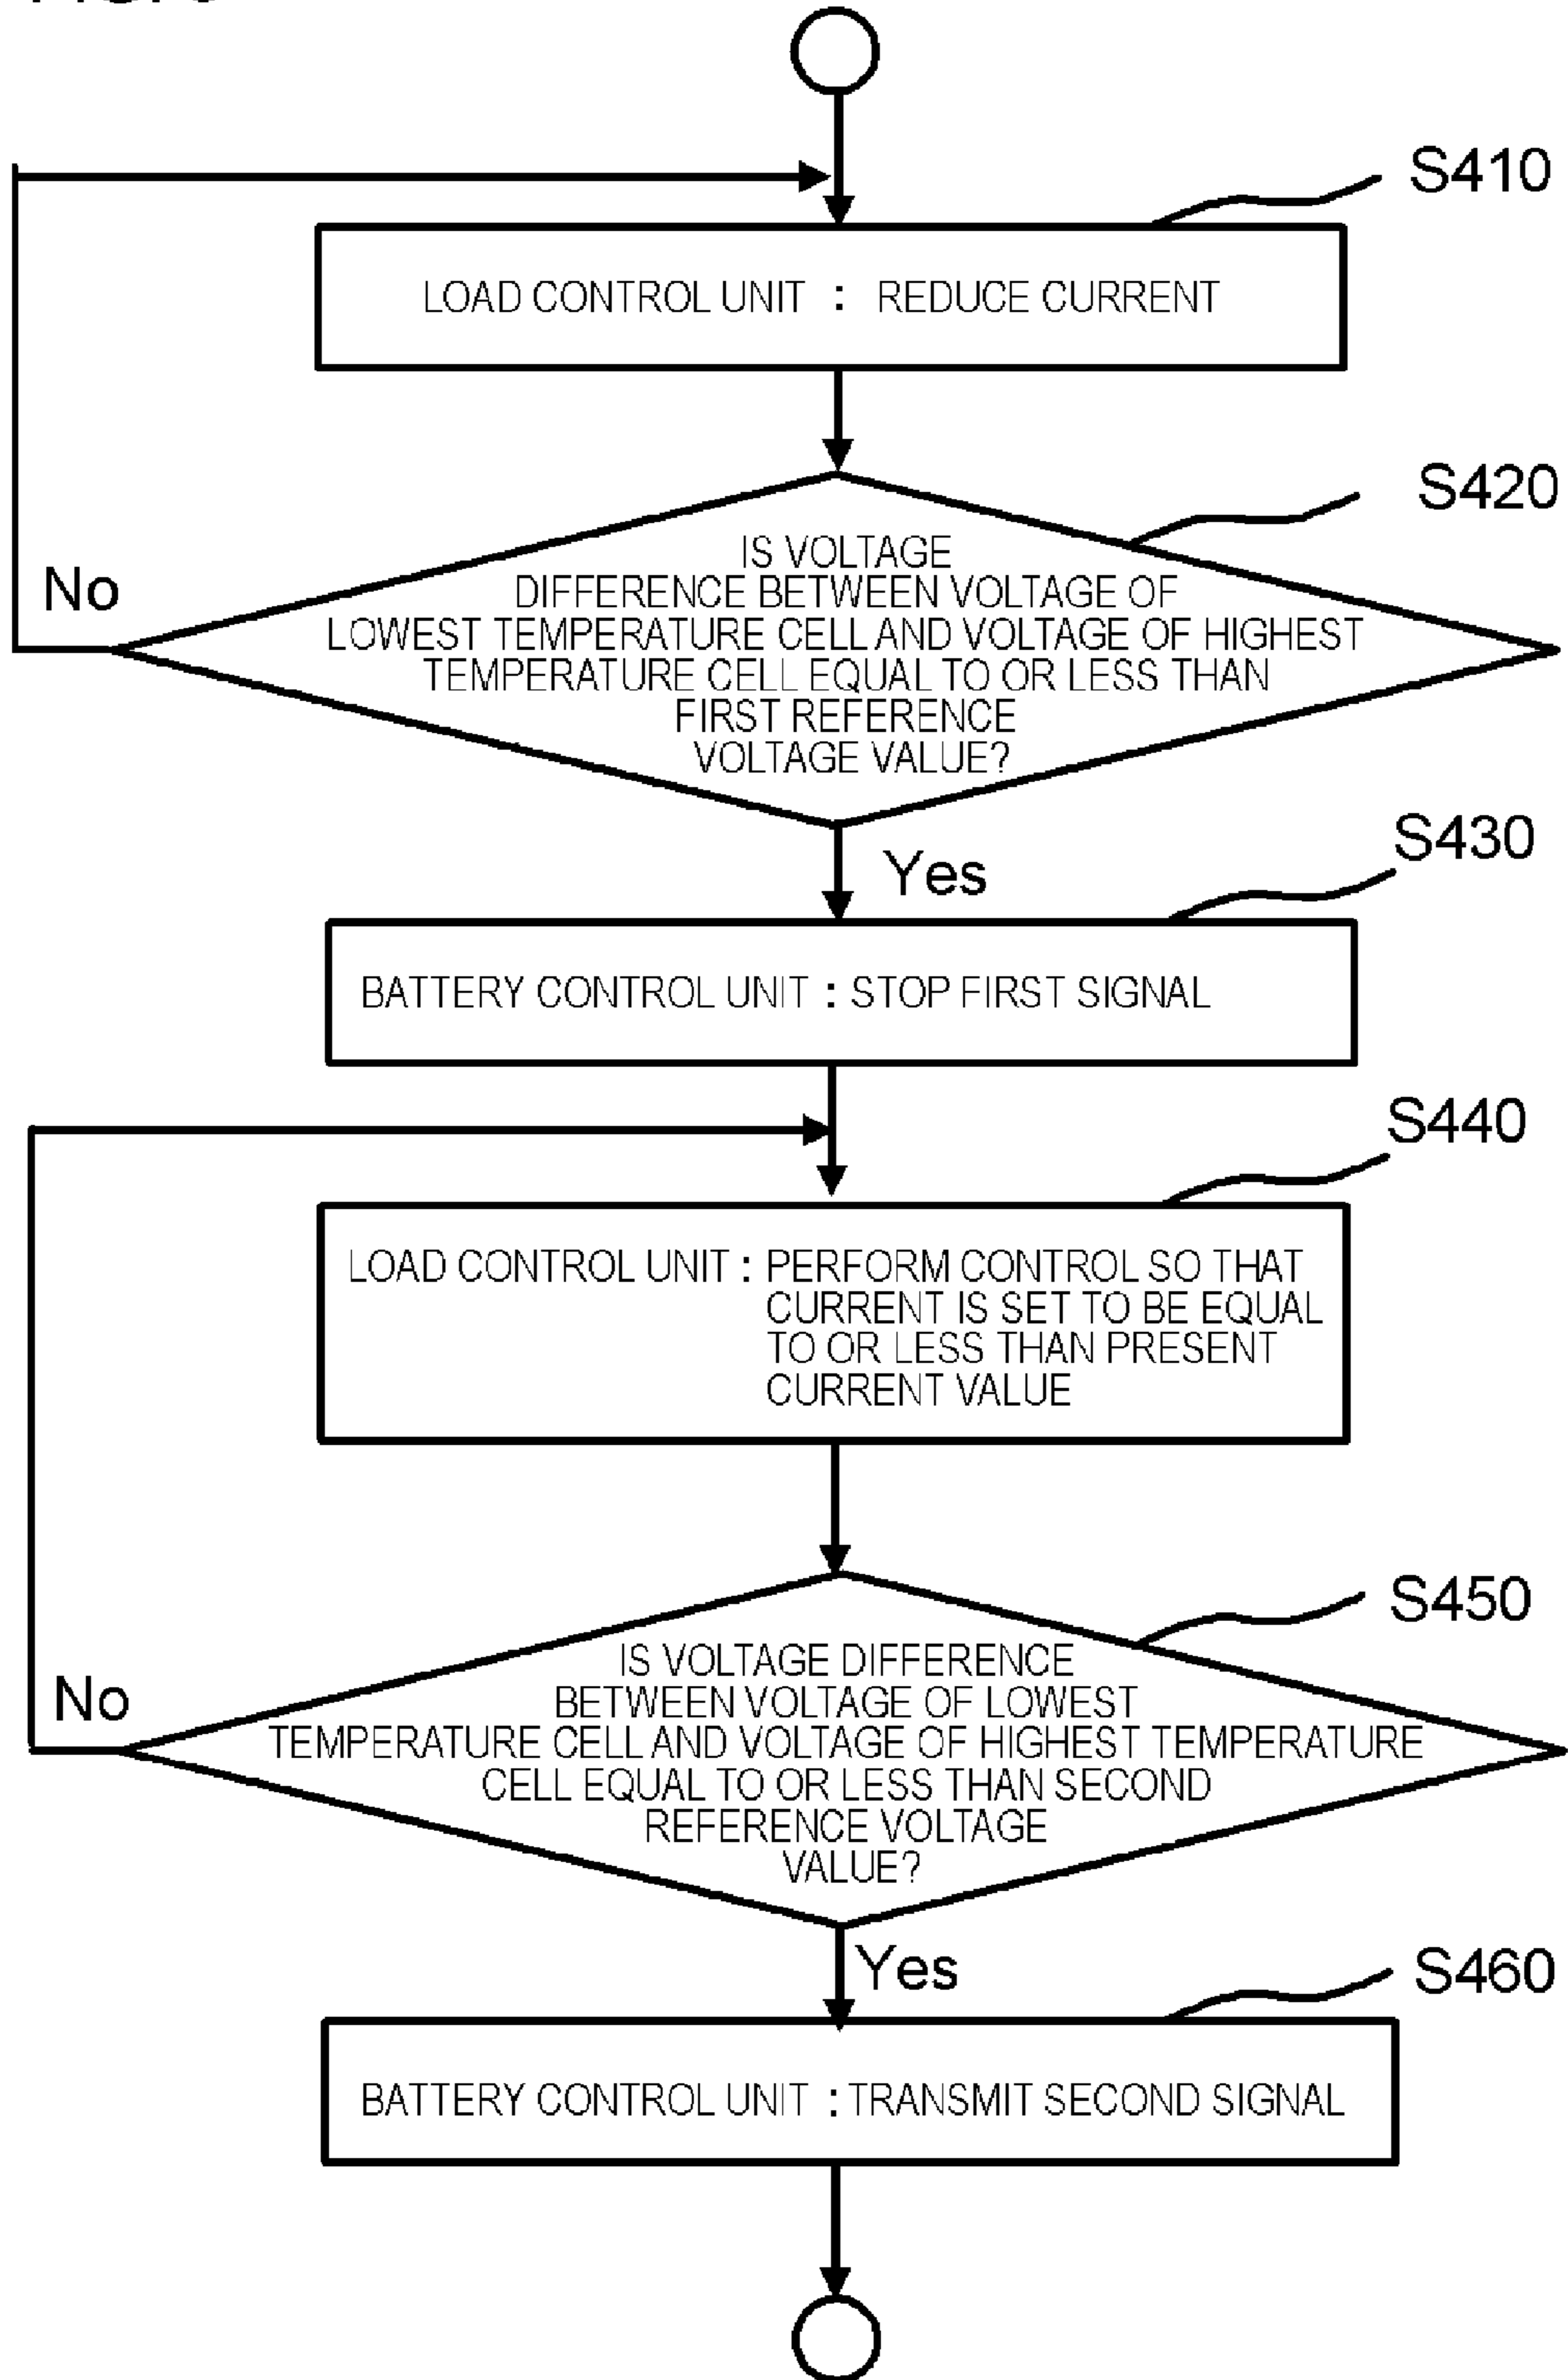 S410
LOAD CONTROL UNIT : REDUCE CURRENT
S420
IS VOLTAGE
DIFFERENCE BETWEEN VOLTAGE OF
LOWEST TEMPERATURE CELL AND VOLTAGE OF HIGHEST
TEMPERATURE CELL EQUAL TO OR LESS THAN
FIRST REFERENCE
VOLTAGE VALUE?
No
Yes
S430
BATTERY CONTROL UNIT : STOP FIRST SIGNAL
S440
LOAD CONTROL UNIT : PERFORM CONTROL SO THAT
CURRENT IS SET TO BE EQUAL
TO OR LESS THAN PRESENT
CURRENT VALUE
S450
IS VOLTAGE DIFFERENCE
BETWEEN VOLTAGE OF LOWEST
TEMPERATURE CELL AND VOLTAGE OF HIGHEST TEMPERATURE
CELL EQUAL TO OR LESS THAN SECOND
REFERENCE VOLTAGE
VALUE?
No
Yes
S460
BATTERY CONTROL UNIT : TRANSMIT SECOND SIGNAL